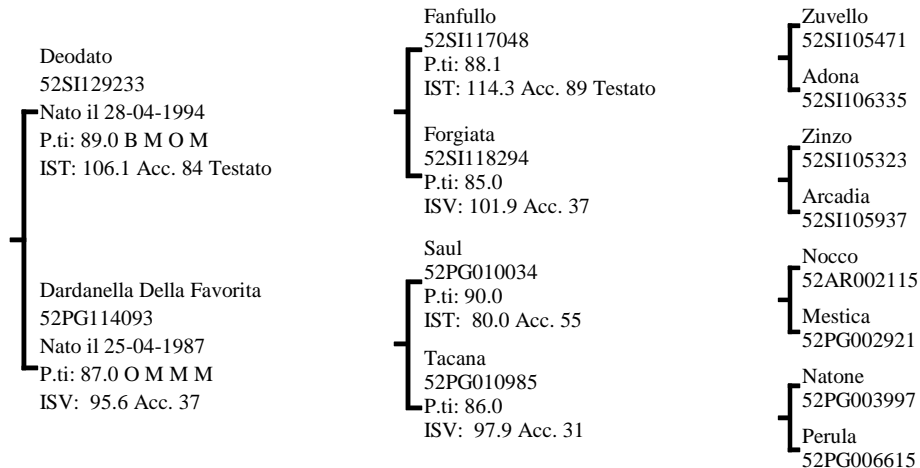 Deodato
52SI129233
Nato il 28-04-1994
P.ti: 89.0 B M O M
IST: 106.1 Acc. 84 Testato
Dardanella Della Favorita
52PG114093
Nato il 25-04-1987
P.ti: 87.0 O M M M
ISV: 95.6 Acc. 37
Fanfullo
52SI117048
P.ti: 88.1
IST: 114.3 Acc. 89 Testato
Forgiata
52SI118294
P.ti: 85.0
ISV: 101.9 Acc. 37
Saul
52PG010034
P.ti: 90.0
IST: 80.0 Acc. 55
Tacana
52PG010985
P.ti: 86.0
ISV: 97.9 Acc. 31
Zuvello
52SI105471
Adona
52SI106335
Zinzo
52SI105323
Arcadia
52SI105937
Nocco
52AR002115
Mestica
52PG002921
Natone
52PG003997
Perula
52PG006615